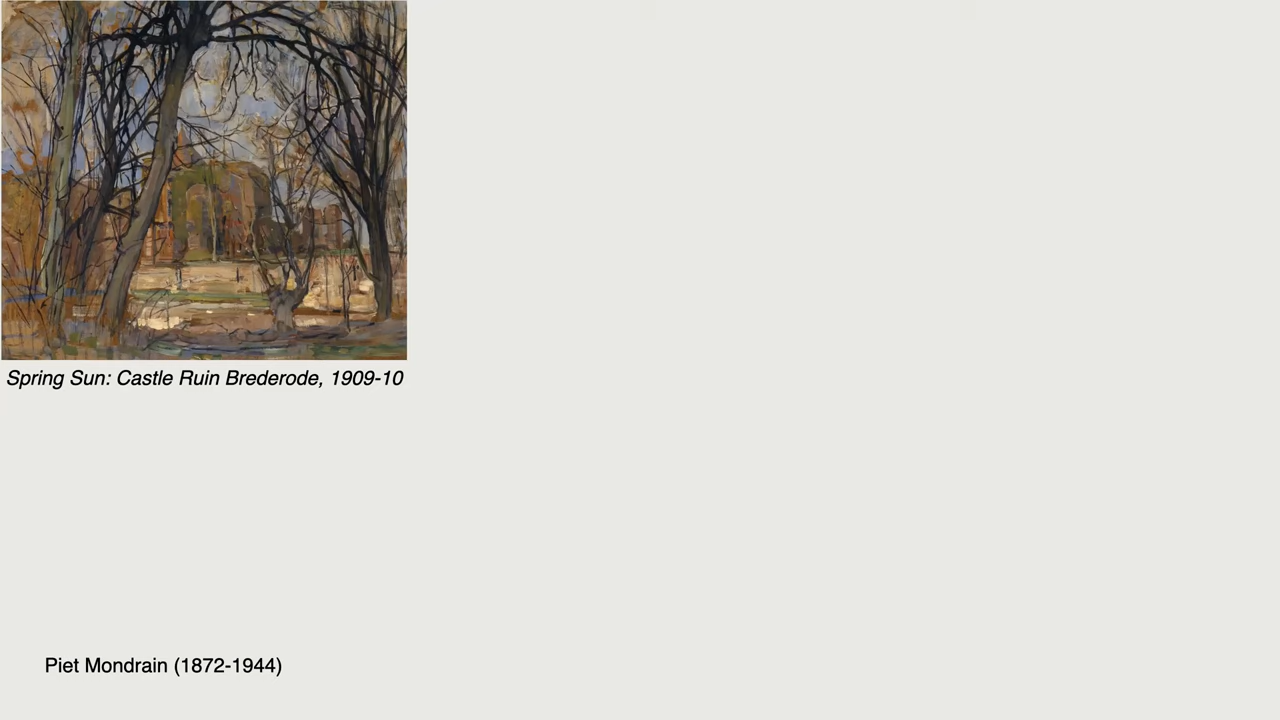 Spring Sun: Castle Ruin Brederode, 1909-10
Piet Mondrain (1872-1944)